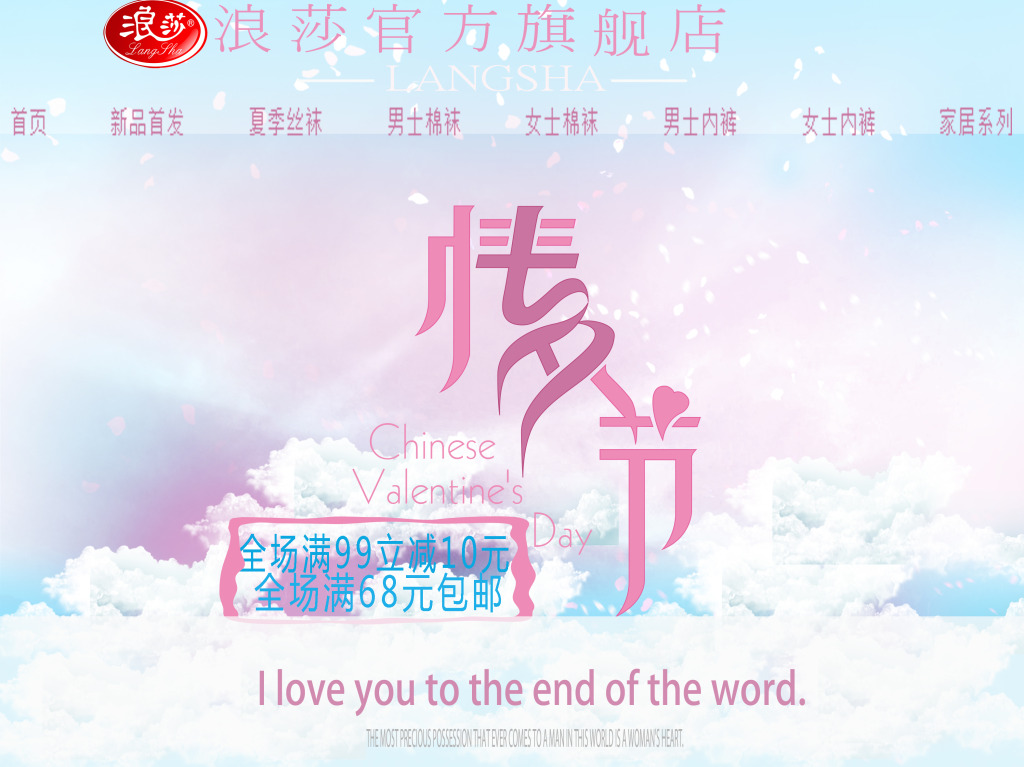 浪莎®
LangSha
浪莎官方旗舰店
LANGSHA
首页 新品首发 夏季丝袜 男士棉袜 女士棉袜 男士内裤 女士内裤 家居系列
情人节
Chinese
Valentine's
Day
全场满99立减10元
全场满68元包邮
I love you to the end of the word.
THE MOST PRECIOUS POSSESSION THAT EVER COMES TO A MAN IN THIS WORLD IS A WOMAN'S HEART.